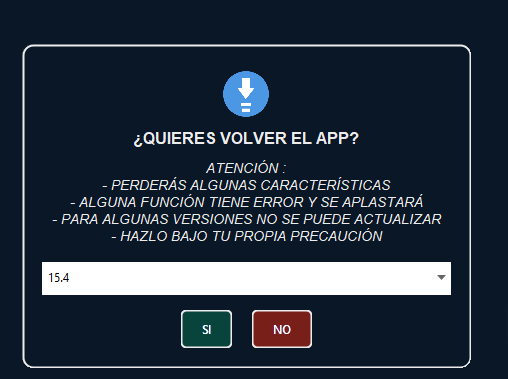 ¿QUIERES VOLVER EL APP?
ATENCIÓN :
- PERDERÁS ALGUNAS CARACTERÍSTICAS
- ALGUNA FUNCIÓN TIENE ERROR Y SE APLASTARÁ
- PARA ALGUNAS VERSIONES NO SE PUEDE ACTUALIZAR
- HAZLO BAJO TU PROPIA PRECAUCIÓN
15.4
SI NO